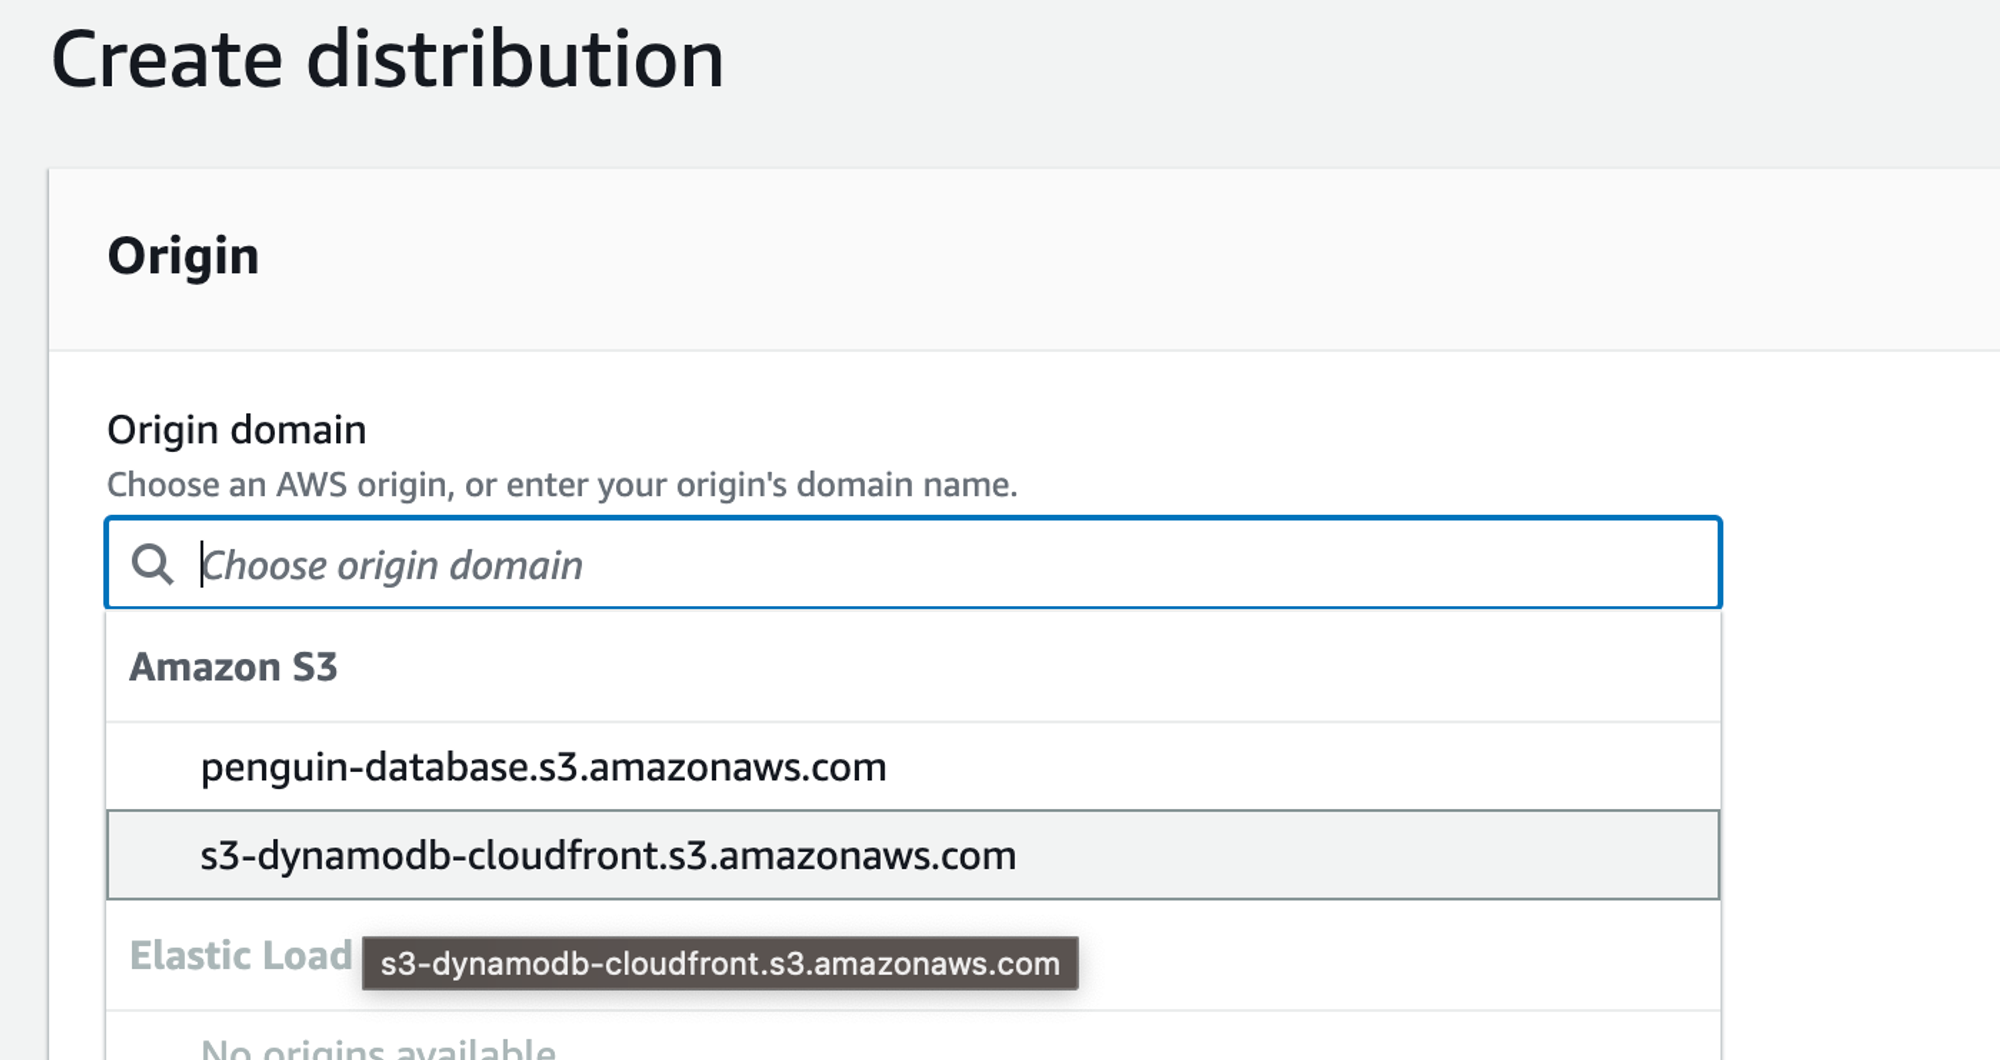 Create distribution
Origin
Origin domain
Choose an AWS origin, or enter your origin's domain name.
Choose origin domain
Amazon S3
penguin-database.s3.amazonaws.com
s3-dynamodb-cloudfront.s3.amazonaws.com
Elastic Load
s3-dynamodb-cloudfront.s3.amazonaws.com
No origins available